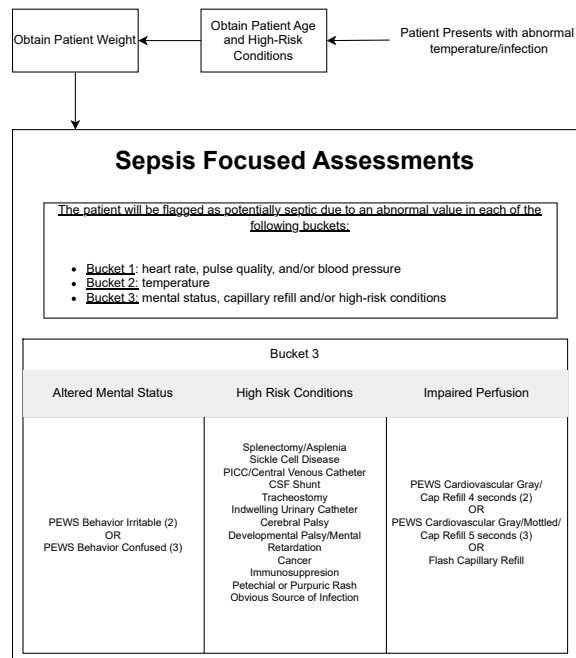 Patient Presents with abnormal
temperature/infection
Obtain Patient Age
and High-Risk
Conditions
Obtain Patient Weight
Sepsis Focused Assessments
The patient will be flagged as potentially septic due to an abnormal value in each of the
following buckets:
• Bucket 1: heart rate, pulse quality, and/or blood pressure
• Bucket 2: temperature
• Bucket 3: mental status, capillary refill and/or high-risk conditions
Bucket 3
Altered Mental Status
PEWS Behavior Irritable (2)
OR
PEWS Behavior Confused (3)
High Risk Conditions
Splenectomy/Asplenia
Sickle Cell Disease
PICC/Central Venous Catheter
CSF Shunt
Tracheostomy
Indwelling Urinary Catheter
Cerebral Palsy
Developmental Palsy/Mental
Retardation
Cancer
Immunosuppresion
Petechial or Purpuric Rash
Obvious Source of Infection
Impaired Perfusion
PEWS Cardiovascular Gray/
Cap Refill 4 seconds (2)
OR
PEWS Cardiovascular Gray/Mottled/
Cap Refill 5 seconds (3)
OR
Flash Capillary Refill